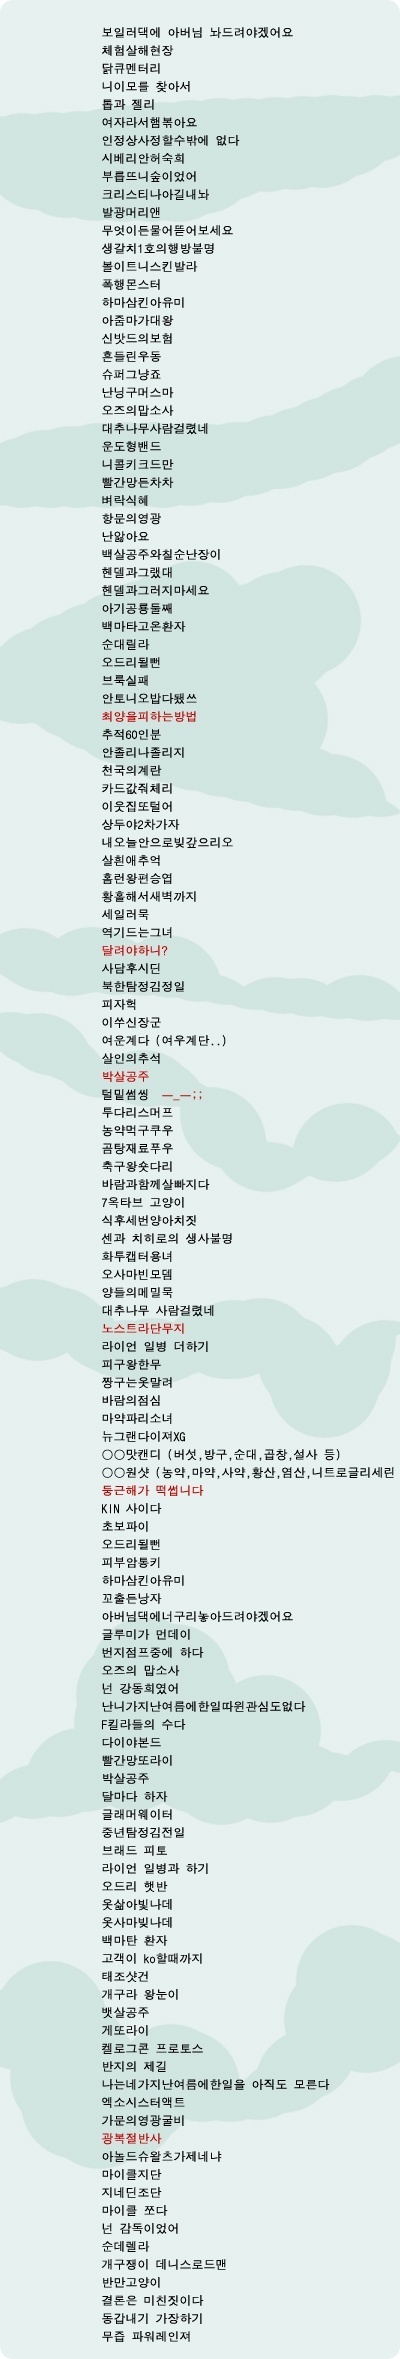 보일러댁에 아버님 놔드려야겠어요
체험살해현장
닭큐멘터리
니이모를 찾아서
톱과 젤리
여자라서햄볶아요
인정상사정할수밖에 없다
시베리안허숙희
부릅뜨니숲이었어
크리스티나아길내놔
발광머리앤
무엇이든물어뜯어보세요
생갈치1호의행방불명
볼이트니스킨발라
폭행몬스터
하마삼킨아유미
아줌마가대왕
신밧드의보험
흔들린우동
슈퍼그냥죠
난닝구머스마
오즈의맙소사
대추나무사람걸렸네
운도형밴드
니콜키크드만
빨간망든차차
벼락식혜
항문의영광
난앓아요
백살공주와칠순난장이
헨델과그랬대
헨델과그러지마세요
아기공룡둘째
백마타고온환자
순대릴라
오드리될뻔
브룩실패
안토니오밥다됐쓰
최양을피하는방법
추적60인분
안졸리나졸리지
천국의계란
카드값줘체리
이웃집또털어
상두야2차가자
내오늘안으로빚갚으리오
살흰애추억
홈런왕편승엽
황홀해서새벽까지
세일러묵
역기드는그녀
달려야하니?
사담후시딘
북한탐정김정일
피자헉
이쑤신장군
여운계다 (여우계단..)
살인의추석
박살공주
털밑썸씽  ㅡ_ㅡ;;
투다리스머프
농약먹구쿠우
곰탕재료푸우
축구왕숏다리
바람과함께살빠지다
7옥타브 고양이
식후세번양아치짓
센과 치히로의 생사불명
화투캡터용녀
오사마빈모뎀
양들의메밀묵
대추나무 사람걸렸네
노스트라단무지
라이언 일병 더하기
피구왕한무
짱구는옷말려
바람의점심
마약파리소녀
뉴그랜다이져XG
○○맛캔디 (버섯,방구,순대,곱창,설사 등)
○○원샷 (농약,마약,사약,황산,염산,니트로글리세린
둥근해가 떡썹니다
KIN 사이다
초보파이
오드리될뻔
피부암통키
하마삼킨아유미
꼬출든낭자
아버님댁에너구리놓아드려야겠어요
글루미가 먼데이
번지점프중에 하다
오즈의 맙소사
넌 강동희였어
난니가지난여름에한일따윈관심도없다
F킬라들의 수다
다이야본드
빨간망또라이
박살공주
달마다 하자
글래머웨이터
중년탐정김전일
브래드 피토
라이언 일병과 하기
오드리 햇반
옷삶아빛나데
옷사마빚나데
백마탄 환자
고객이 ko할때까지
태조샷건
개구라 왕눈이
뱃살공주
게또라이
켈로그콘 프로토스
반지의 제길
나는네가지난여름에한일을 아직도 모른다
엑소시스터액트
가문의영광굴비
광복절반사
아놀드슈왈츠가제네냐
마이클지단
지네딘조단
마이클 쪼다
넌 감독이었어
순데렐라
개구쟁이 데니스로드맨
반만고양이
결론은 미친짓이다
동갑내기 가장하기
무즙 파워레인져